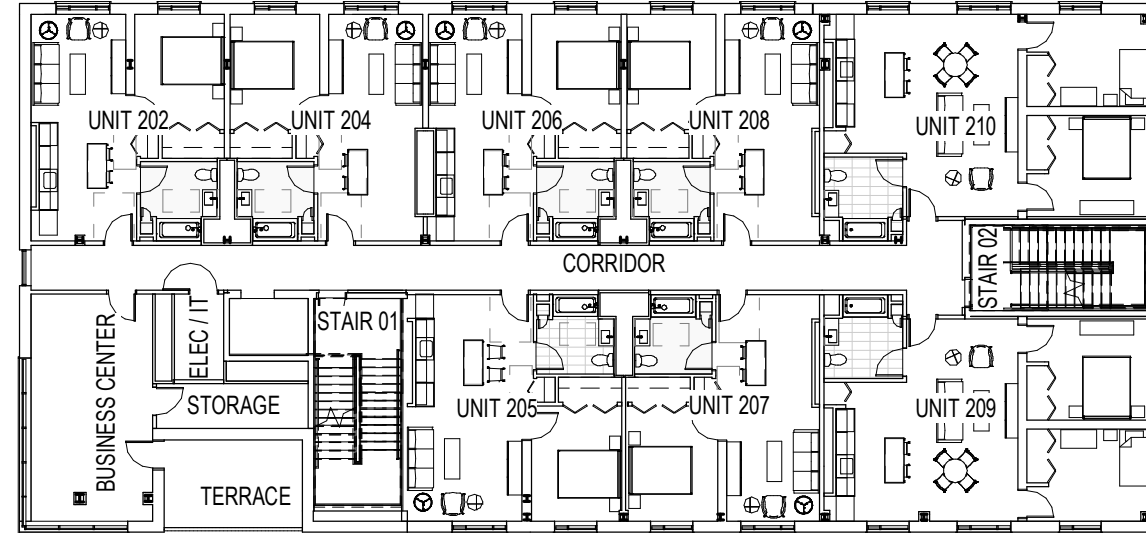 UNIT 202
UNIT 204
UNIT 206
UNIT 208
UNIT 210
CORRIDOR
STAIR 02
BUSINESS CENTER
ELEC / IT
STAIR 01
STORAGE
TERRACE
UNIT 205
UNIT 207
UNIT 209